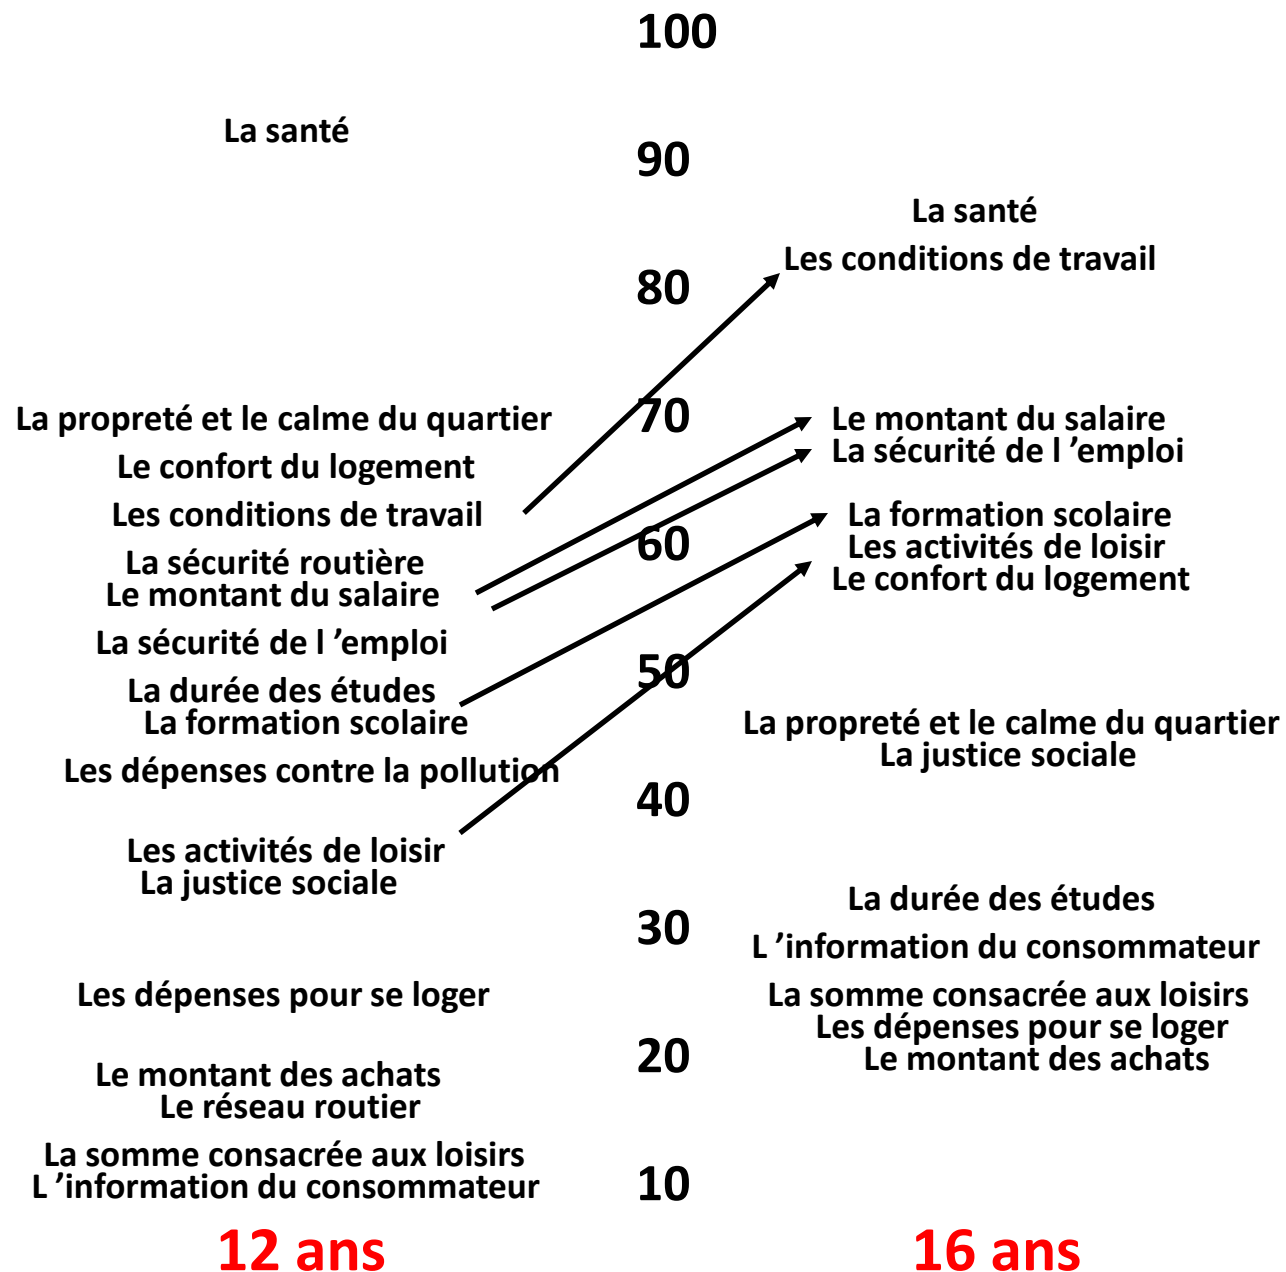 100
La santé
90
La santé
Les conditions de travail
80
La propreté et le calme du quartier
70
Le montant du salaire
La sécurité de l ’emploi
Le confort du logement
Les conditions de travail
La formation scolaire
60
Les activités de loisir
La sécurité routière
Le confort du logement
Le montant du salaire
La sécurité de l ’emploi
50
La durée des études
La formation scolaire
La propreté et le calme du quartier
La justice sociale
Les dépenses contre la pollution
40
Les activités de loisir
La justice sociale
La durée des études
30
L ’information du consommateur
Les dépenses pour se loger
La somme consacrée aux loisirs
Les dépenses pour se loger
20
Le montant des achats
Le montant des achats
Le réseau routier
La somme consacrée aux loisirs
L ’information du consommateur
10
12 ans
16 ans